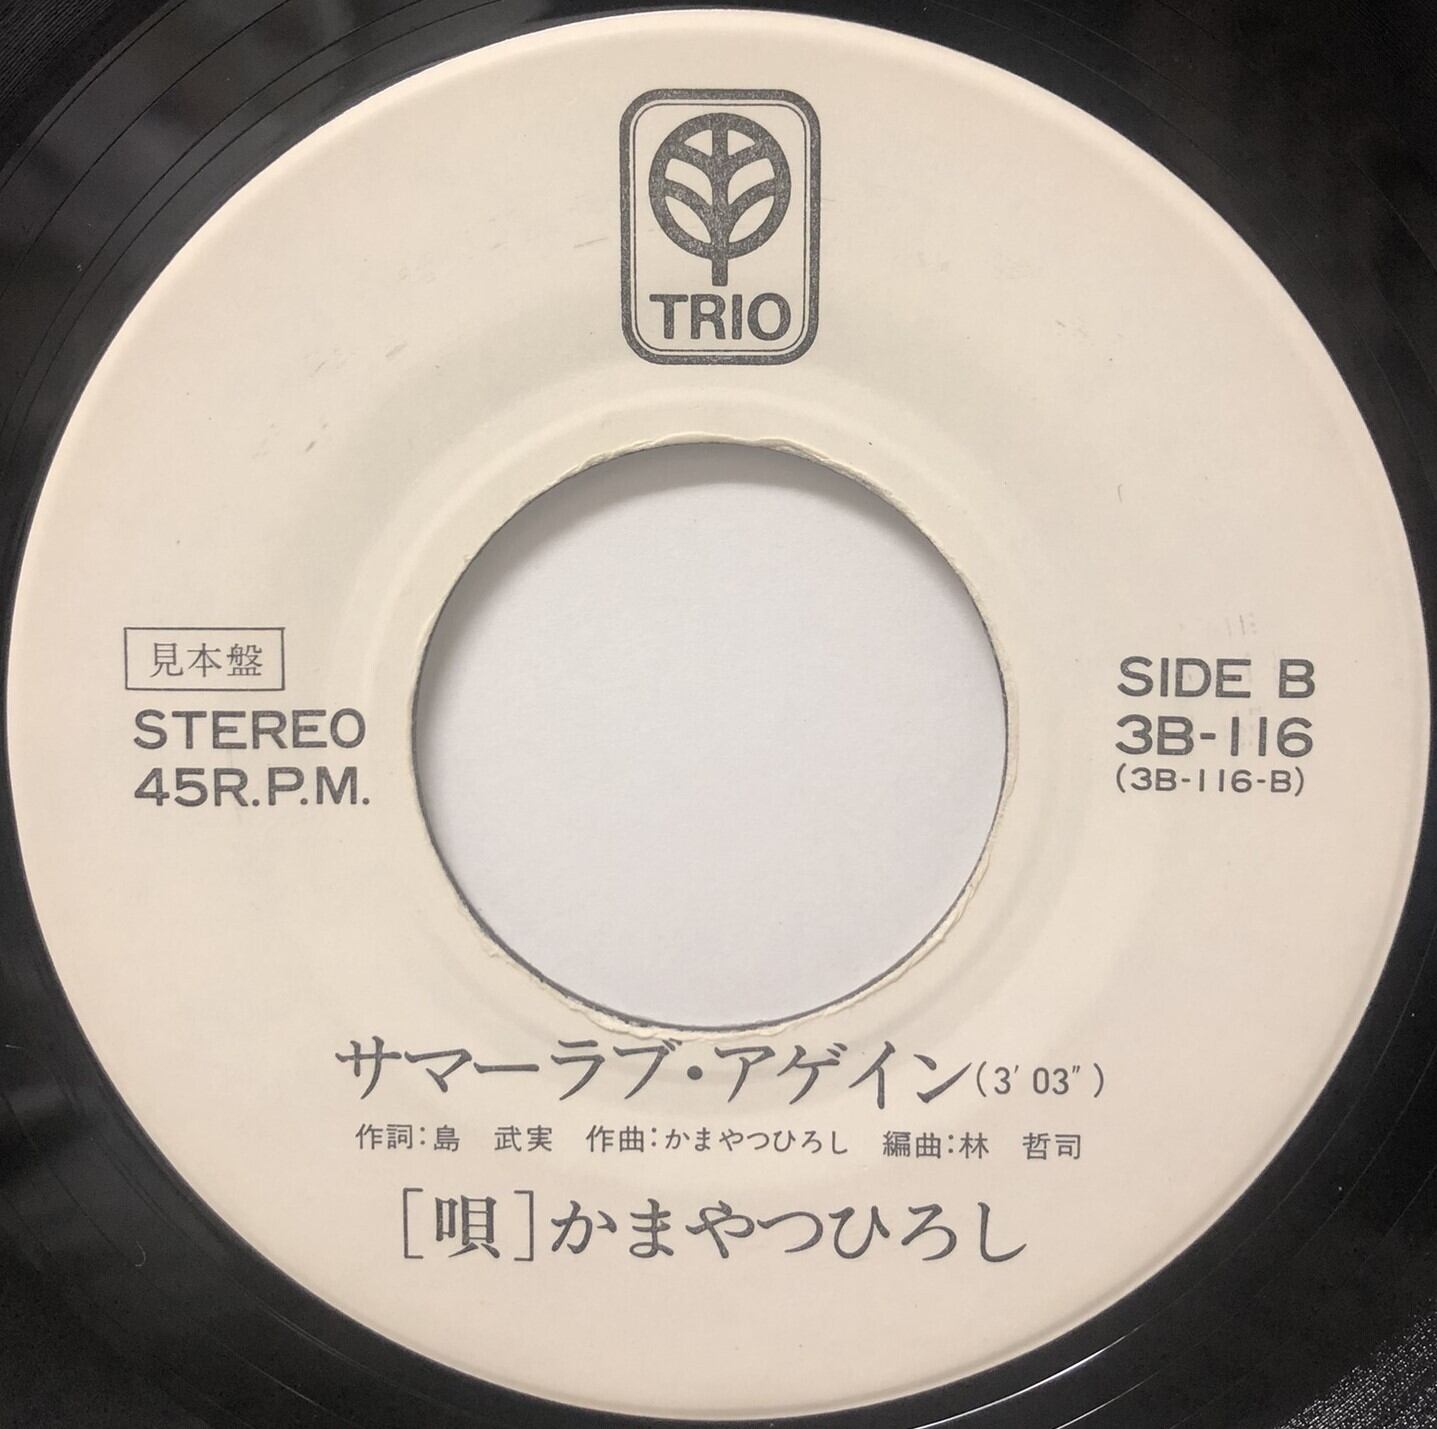 TRIO
見本盤
STEREO
45R.P.M.
SIDE B
3B-116
(3B-116-B)
サマーラブ・アゲイン(3′03″)
作詞:島　武実　作曲:かまやつひろし　編曲:林　哲司
[唄]かまやつひろし